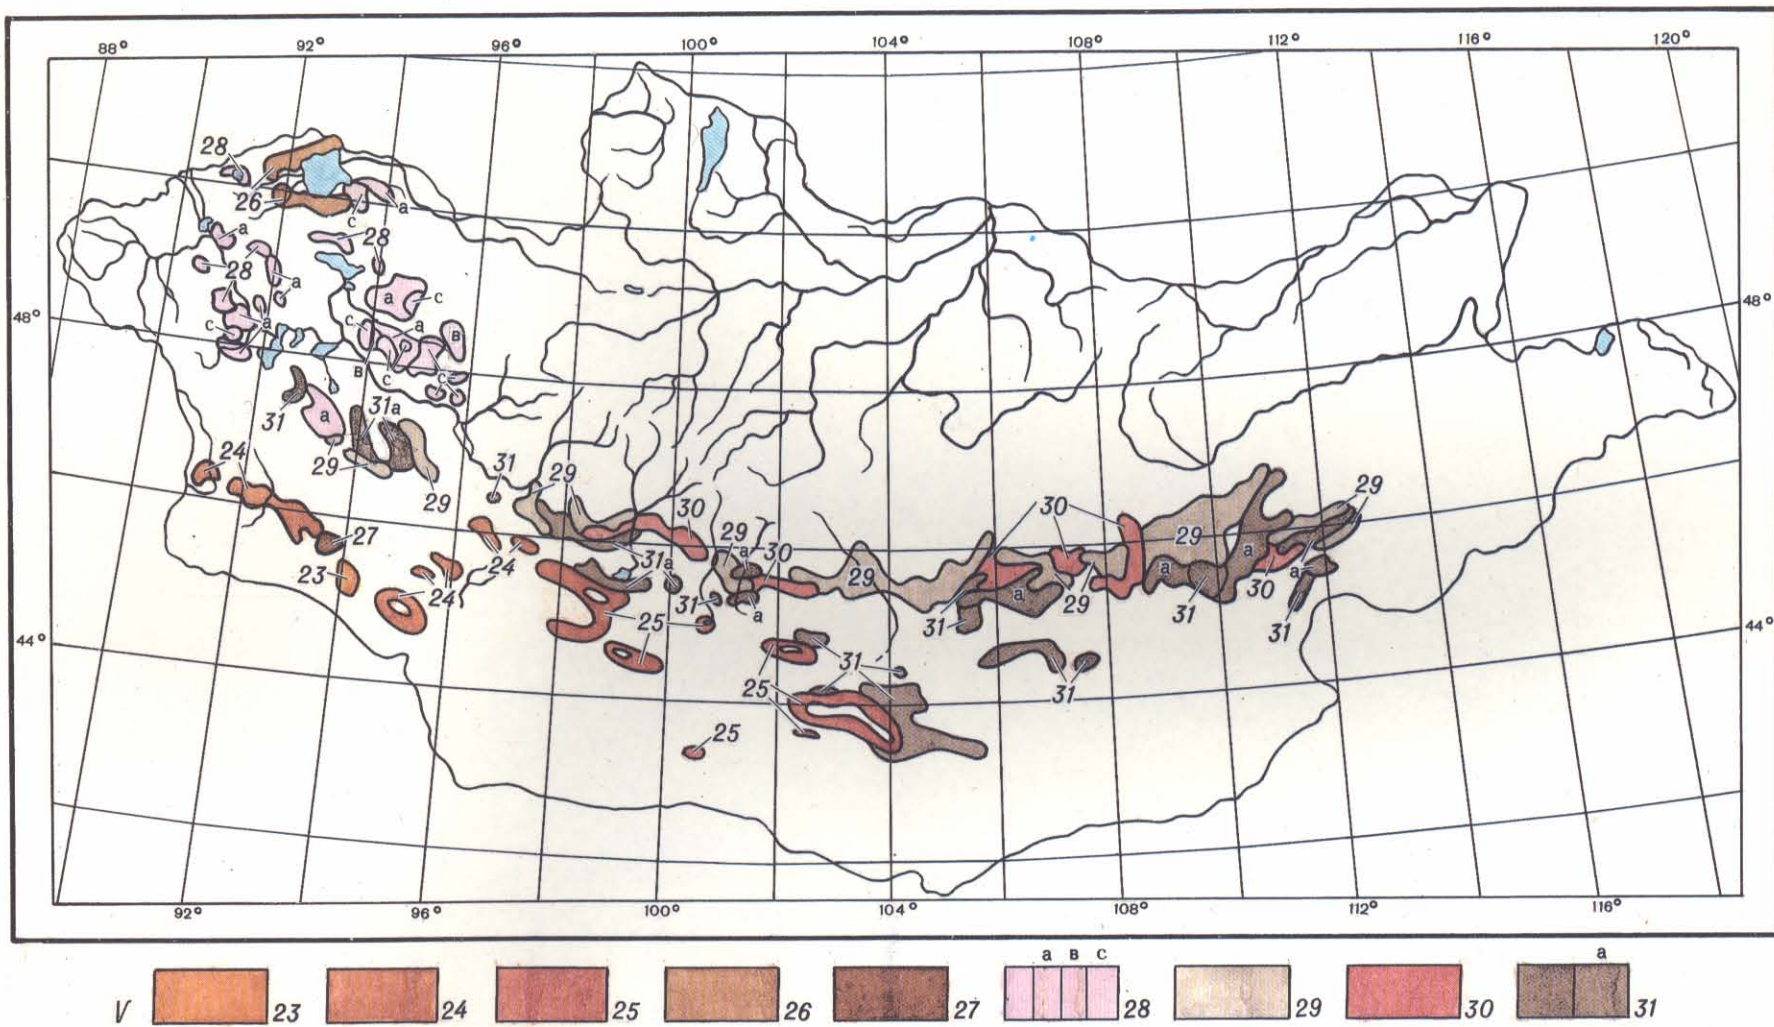 88° 92° 96° 100° 104° 108° 112° 116° 120°
28
26 a
c
a 28
28 a
a c
48° c a a B 48°
B c c
31 a 31a
24 29 29 31 29 30 30 29
27 29 a 30 29 29 a
23 24 24 31a a 29 a a 30 a
25 31 a 31 29 31 31
44° 31 31 44°
25
25
92° 96° 100° 104° 108° 112° 116°
a B c a
V 23 24 25 26 27 28 29 30 31